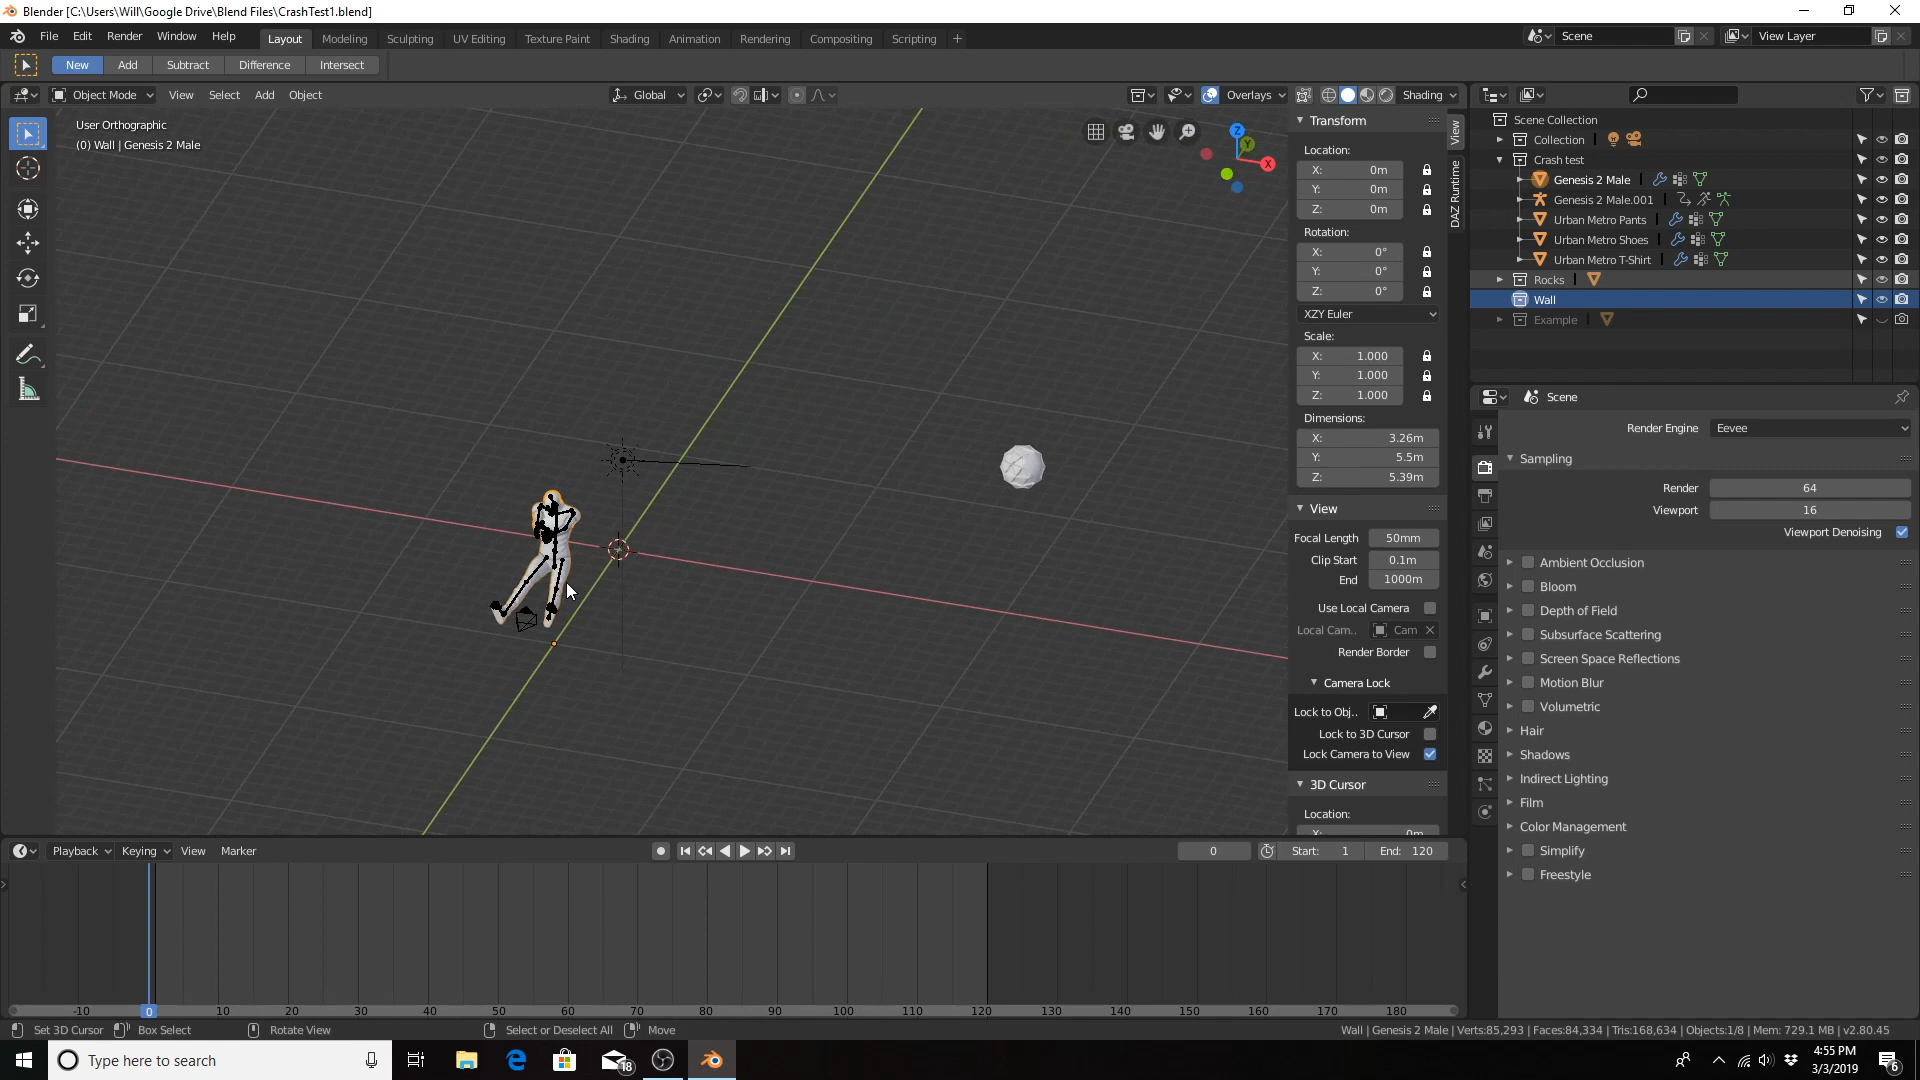 Blender [C:\Users\Will\Google Drive\Blend Files\CrashTest1.blend]
File Edit Render Window Help Layout Modeling Sculpting UV Editing Texture Paint Shading Animation Rendering Compositing Scripting + Scene View Layer
New Add Subtract Difference Intersect
Object Mode View Select Add Object Global Overlays Shading
User Orthographic
(0) Wall | Genesis 2 Male
Z
Y
X
Transform
Location:
X: 0m
Y: 0m
Z: 0m
Rotation:
X: 0°
Y: 0°
Z: 0°
XZY Euler
Scale:
X: 1.000
Y: 1.000
Z: 1.000
Dimensions:
X: 3.26m
Y: 5.5m
Z: 5.39m
View
Focal Length 50mm
Clip Start 0.1m
End 1000m
Use Local Camera
Local Cam.. Cam
Render Border
Camera Lock
Lock to Obj..
Lock to 3D Cursor
Lock Camera to View
3D Cursor
Location:
X: 0m
View
DAZ Runtime
Scene Collection
Collection
Crash test
Genesis 2 Male
Genesis 2 Male.001
Urban Metro Pants
Urban Metro Shoes
Urban Metro T-Shirt
Rocks
Wall
Example
Scene
Render Engine Eevee
Sampling
Render 64
Viewport 16
Viewport Denoising
Ambient Occlusion
Bloom
Depth of Field
Subsurface Scattering
Screen Space Reflections
Motion Blur
Volumetric
Hair
Shadows
Indirect Lighting
Film
Color Management
Simplify
Freestyle
Playback Keying View Marker 0 Start: 1 End: 120
-10 0 10 20 30 40 50 60 70 80 90 100 110 120 130 140 150 160 170 180
Set 3D Cursor Box Select Rotate View Select or Deselect All Move Wall | Genesis 2 Male | Verts:85,293 | Faces:84,334 | Tris:168,634 | Objects:1/8 | Mem: 729.1 MB | v2.80.45
Type here to search 18 4:55 PM
3/3/2019 6